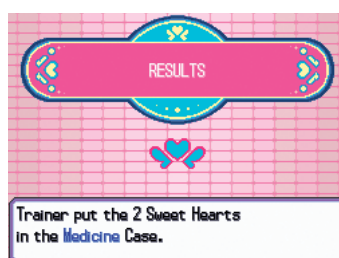 RESULTS
Trainer put the 2 Sweet Hearts
in the Medicine Case.